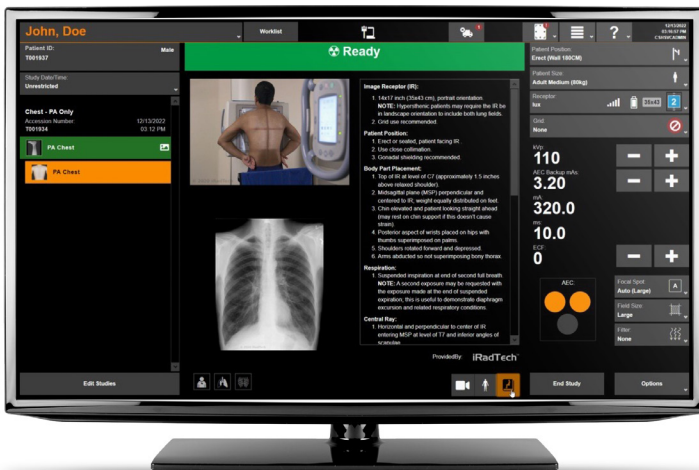 John, Doe
Worklist
12/13/2022
03:46:57 PM
Patient ID:
Male
T001937
Study Date/Time:
Unrestricted
Chest - PA Only
Accession Number:
12/13/2022
T001934
03:12 PM
PA Chest
PA Chest
Edit Studies
Ready
Image Receptor (IR):
1. 14x17 inch (35x43 cm), portrait orientation.
NOTE: Hypersthenic patients may require the IR be
in landscape orientation to include both lung fields.
2. Grid use recommended.
Patient Position:
1. Erect or seated, patient facing IR.
2. Use close collimation.
3. Gonadal shielding recommended.
Body Part Placement:
1. Top of IR at level of C7 (approximately 1.5 inches
above relaxed shoulder).
2. Midsagittal plane (MSP) perpendicular and
centered to IR; weight equally distributed on feet.
3. Chin elevated and patient looking straight ahead
(may rest on chin support if this doesn't cause
strain)
4. Posterior aspect of wrists placed on hips with
thumbs superimposed on palms.
5. Shoulders rotated forward and depressed.
6. Arms abducted so not superimposing bony thorax.
Respiration:
1. Suspended inspiration at end of second full breath.
NOTE: A second exposure may be requested with
the exposure made at the end of suspended
expiration; this is useful to demonstrate diaphragm
excursion and related respiratory conditions.
Central Ray:
1. Horizontal and perpendicular to center of IR
entering MSP at level of T7 and inferior angles of
scapulae.
ProvidedBy iRadTech
Patient Position:
Erect (Wall 180CM)
Patient Size:
Adult Medium (80kg)
Receptor:
lux
35x43
2
Grid
None
kVp:
110
AEC Backup mAs:
3.20
mA:
320.0
ms:
10.0
ECF:
0
AEC:
Focal Spot:
Auto (Large)
A
Field Size:
Large
Filter:
None
End Study
Options